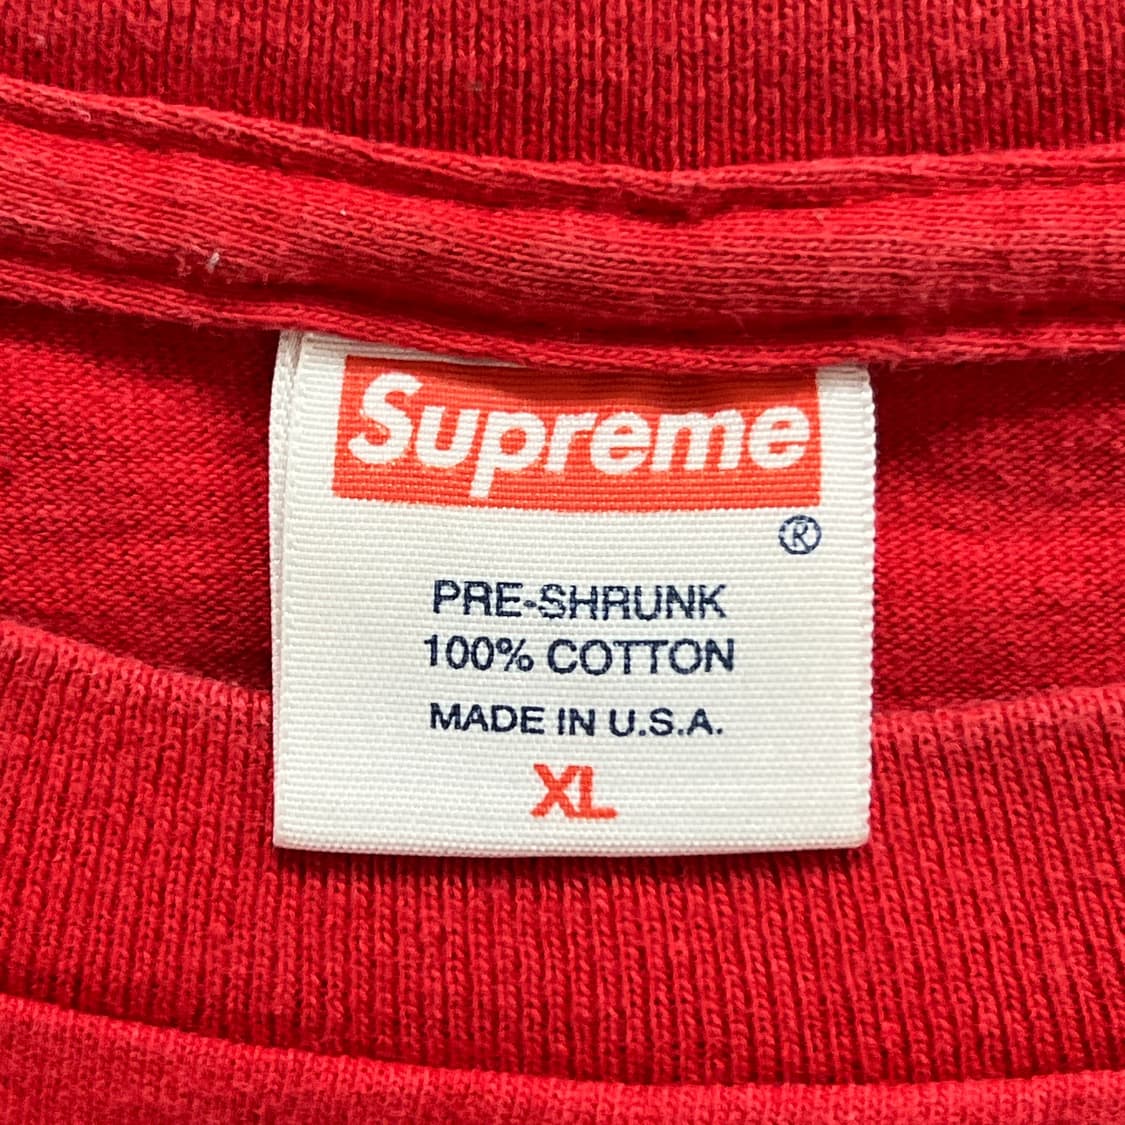 Supreme
®
PRE-SHRUNK
100% COTTON
MADE IN U.S.A.
XL